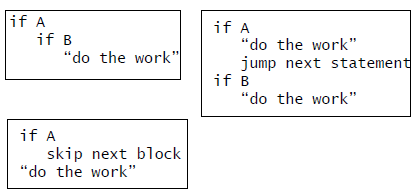 if A
if B
“do the work”
if A
“do the work”
jump next statement
if B
“do the work”
if A
skip next block
“do the work”